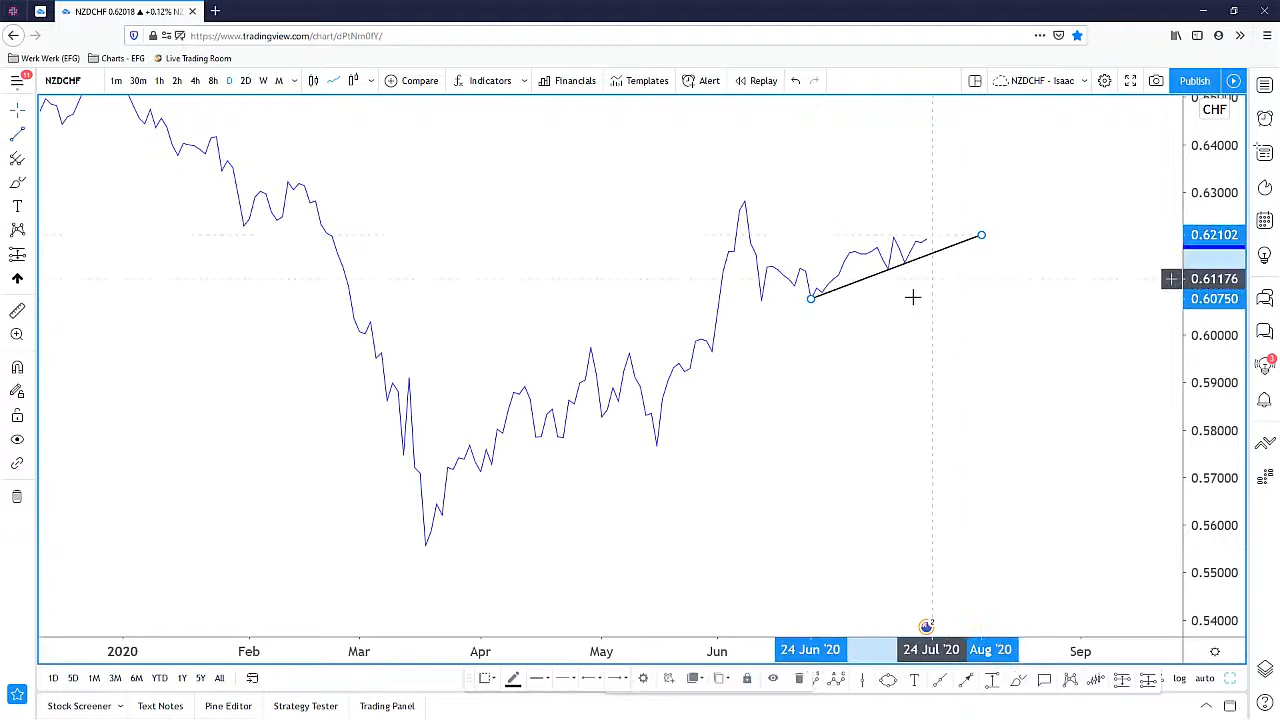 NZDCHF 0.62018 ▲ +0.12% NZ
https://www.tradingview.com/chart/dPtNm0fY/
Werk Werk (EFG) Charts - EFG Live Trading Room
11 NZDCHF 1m 30m 1h 2h 4h 8h D 2D W M Compare Indicators Financials Templates Alert Replay NZDCHF - Isaac Publish
CHF
0.64000
0.63000
0.62102
0.61176
0.60750
0.60000
0.59000
0.58000
0.57000
0.56000
0.55000
0.54000
3
2
2020 Feb Mar Apr May Jun 24 Jun '20 24 Jul '20 Aug '20 Sep
1D 5D 1M 3M 6M YTD 1Y 5Y All T log auto
Stock Screener Text Notes Pine Editor Strategy Tester Trading Panel